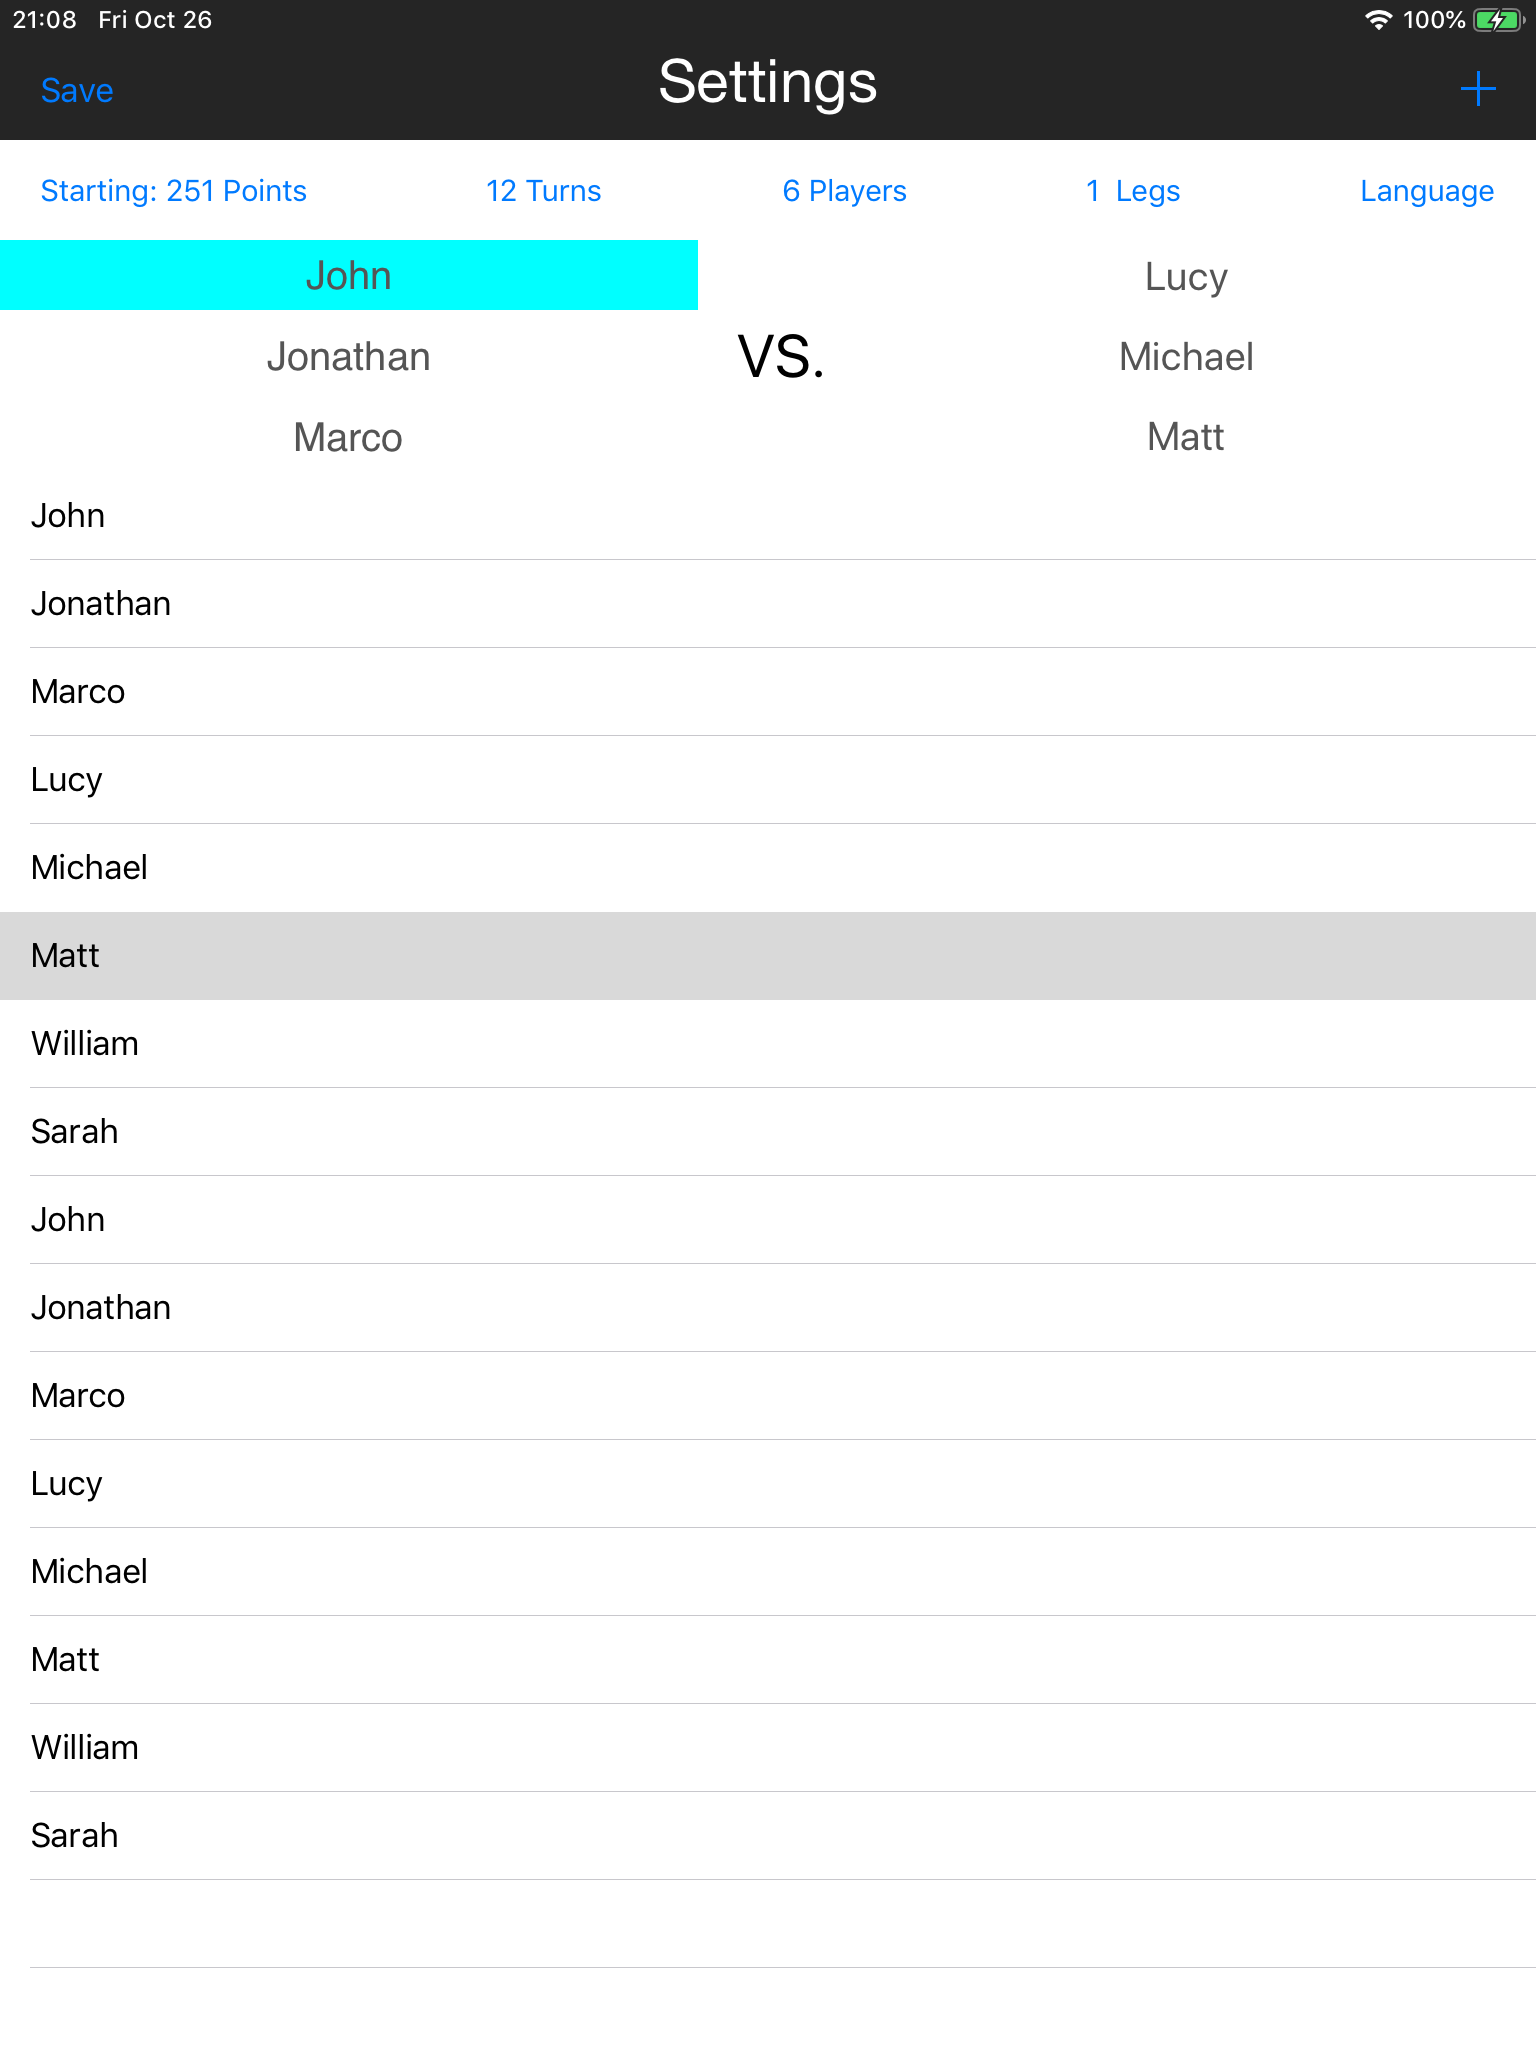 21:08 Fri Oct 26 100%
Save Settings +
Starting: 251 Points 12 Turns 6 Players 1 Legs Language
John Lucy
Jonathan VS. Michael
Marco Matt
John
Jonathan
Marco
Lucy
Michael
Matt
William
Sarah
John
Jonathan
Marco
Lucy
Michael
Matt
William
Sarah